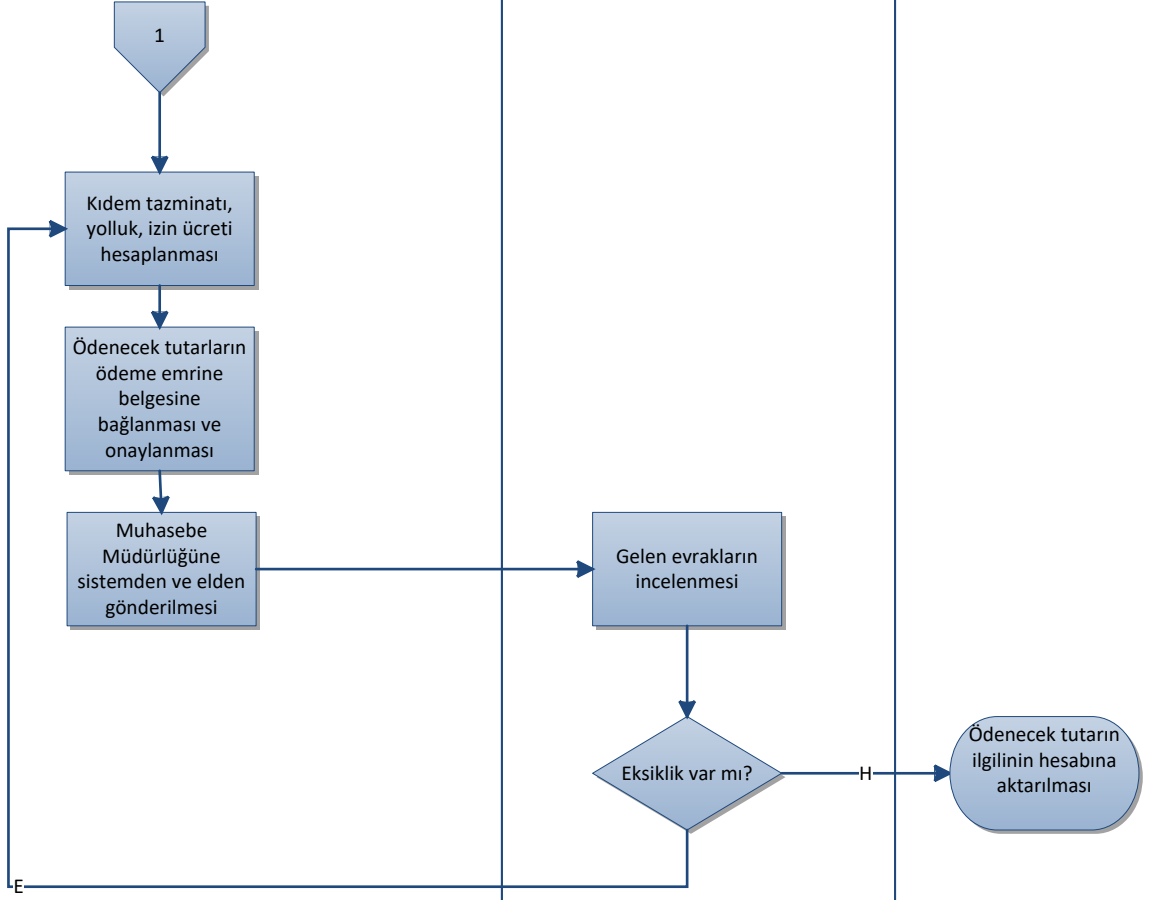 1
Kıdem tazminatı,
yolluk, izin ücreti
hesaplanması
Ödenecek tutarların
ödeme emrine
belgesine
bağlanması ve
onaylanması
Muhasebe
Müdürlüğüne
sistemden ve elden
gönderilmesi
Gelen evrakların
incelenmesi
Eksiklik var mı?
H
Ödenecek tutarın
ilgilinin hesabına
aktarılması
E